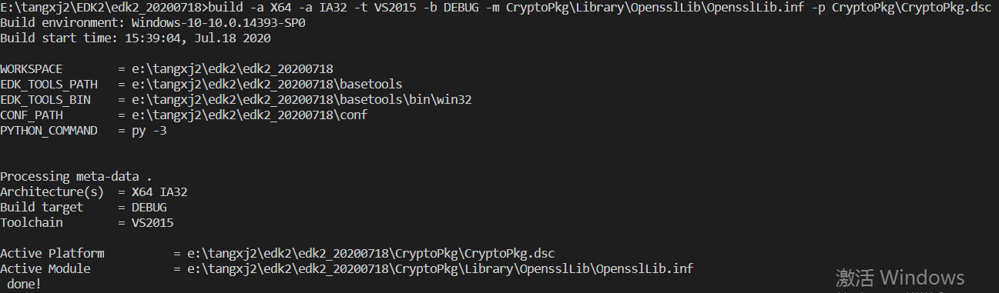 E:\tangxj2\EDK2\edk2_20200718>build -a X64 -a IA32 -t VS2015 -b DEBUG -m CryptoPkg\Library\OpensslLib\OpensslLib.inf -p CryptoPkg\CryptoPkg.dsc
Build environment: Windows-10-10.0.14393-SP0
Build start time: 15:39:04, Jul.18 2020
WORKSPACE        = e:\tangxj2\edk2\edk2_20200718
EDK_TOOLS_PATH   = e:\tangxj2\edk2\edk2_20200718\basetools
EDK_TOOLS_BIN    = e:\tangxj2\edk2\edk2_20200718\basetools\bin\win32
CONF_PATH        = e:\tangxj2\edk2\edk2_20200718\conf
PYTHON_COMMAND   = py -3
Processing meta-data .
Architecture(s)  = X64 IA32
Build target     = DEBUG
Toolchain        = VS2015
Active Platform          = e:\tangxj2\edk2\edk2_20200718\CryptoPkg\CryptoPkg.dsc
Active Module            = e:\tangxj2\edk2\edk2_20200718\CryptoPkg\Library\OpensslLib\OpensslLib.inf
done!
激活 Windows